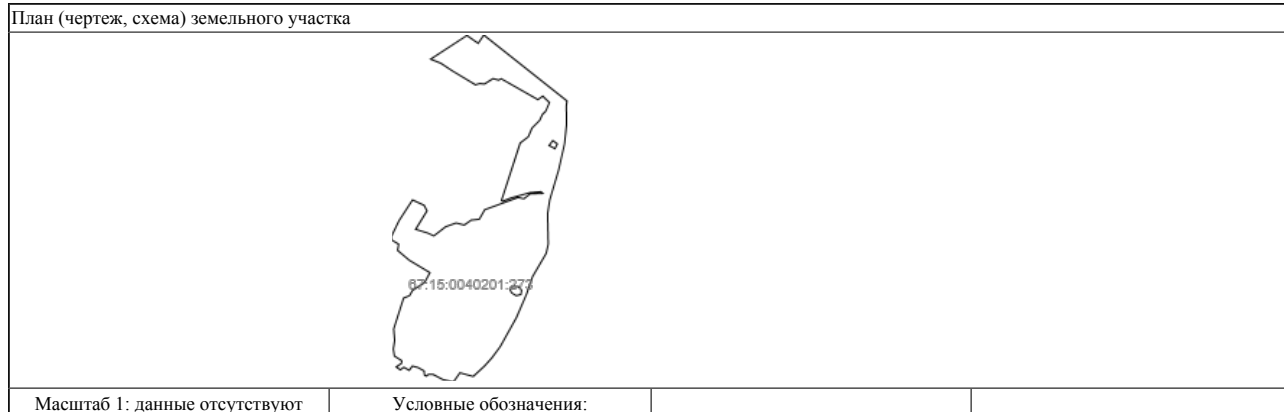 План (чертеж, схема) земельного участка
67:15:0040201:273
Масштаб 1: данные отсутствуют
Условные обозначения: